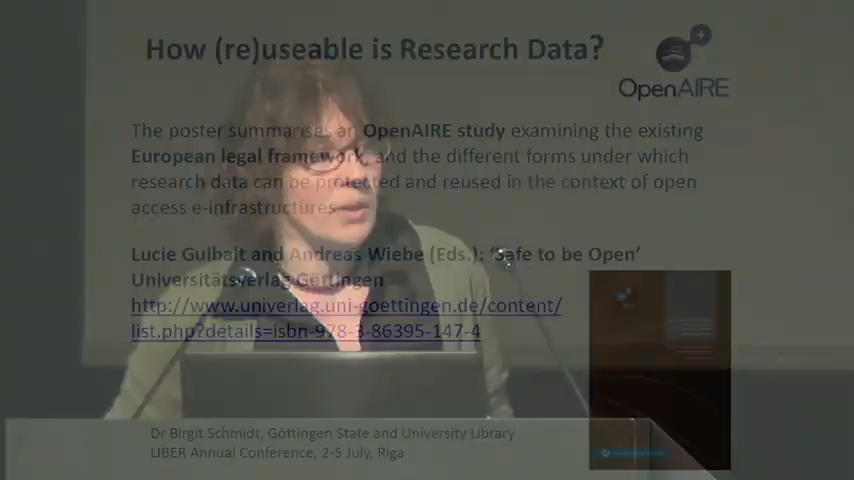 How (re)useable is Research Data?
OpenAIRE
The poster summarises an OpenAIRE study examining the existing
European legal framework, and the different forms under which
research data can be protected and reused in the context of open
access e-infrastructures.
Lucie Guibalt and Andreas Wiebe (Eds.): 'Safe to be Open'
Universitätsverlag Göttingen
http://www.univerlag.uni-goettingen.de/content/
list.php?details=isbn-978-3-86395-147-4
Dr Birgit Schmidt, Göttingen State and University Library
LIBER Annual Conference, 2-5 July, Riga